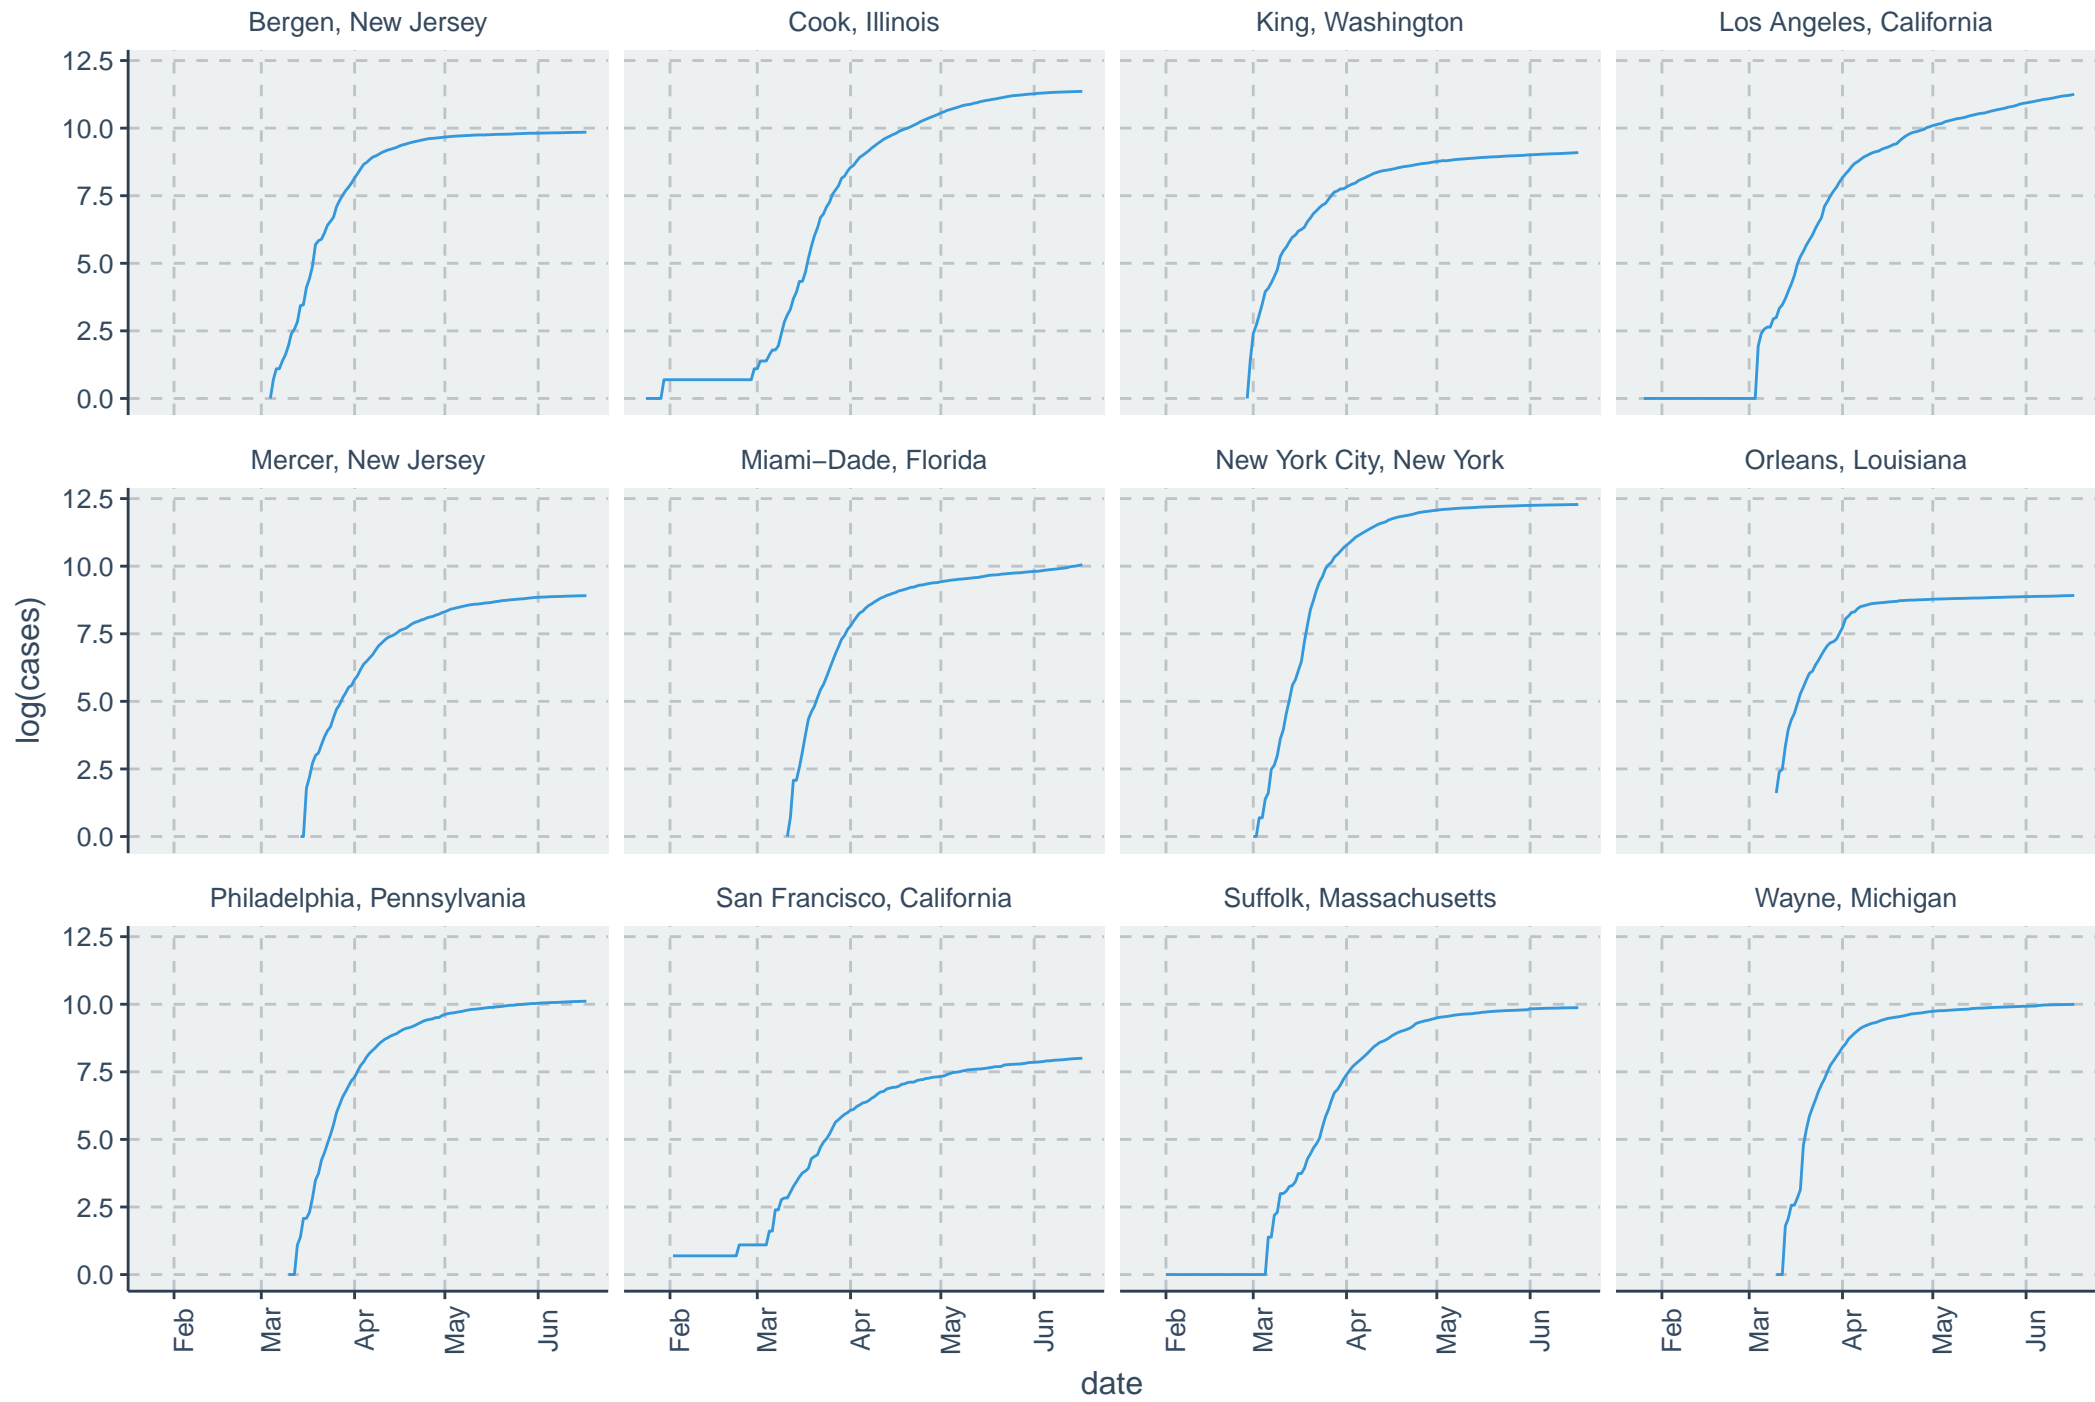 Bergen, New Jersey
Cook, Illinois
King, Washington
Los Angeles, California
12.5
10.0
7.5
5.0
2.5
0.0
Mercer, New Jersey
Miami−Dade, Florida
New York City, New York
Orleans, Louisiana
12.5
10.0
7.5
5.0
2.5
0.0
log(cases)
Philadelphia, Pennsylvania
San Francisco, California
Suffolk, Massachusetts
Wayne, Michigan
12.5
10.0
7.5
5.0
2.5
0.0
Feb Mar Apr May Jun
Feb Mar Apr May Jun
Feb Mar Apr May Jun
Feb Mar Apr May Jun
date